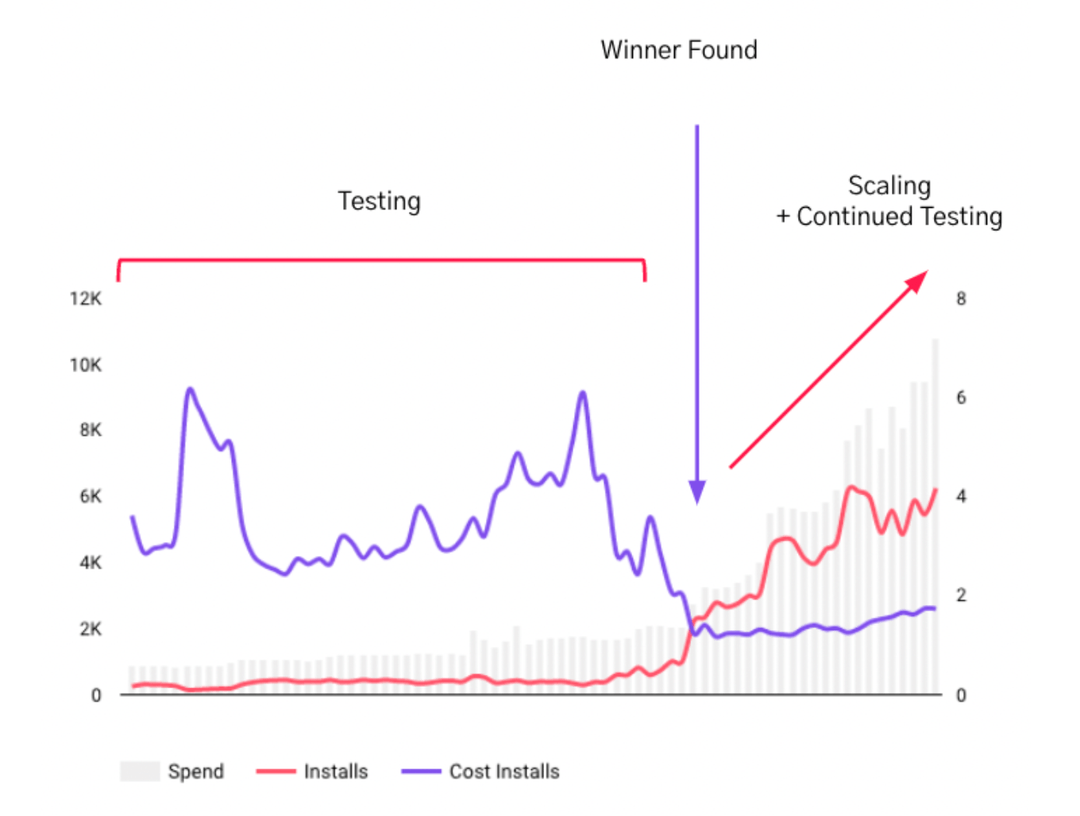 Winner Found
Testing
Scaling
+ Continued Testing
12K
8
10K
6
8K
6K
4
4K
2
2K
0
0
Spend
Installs
Cost Installs